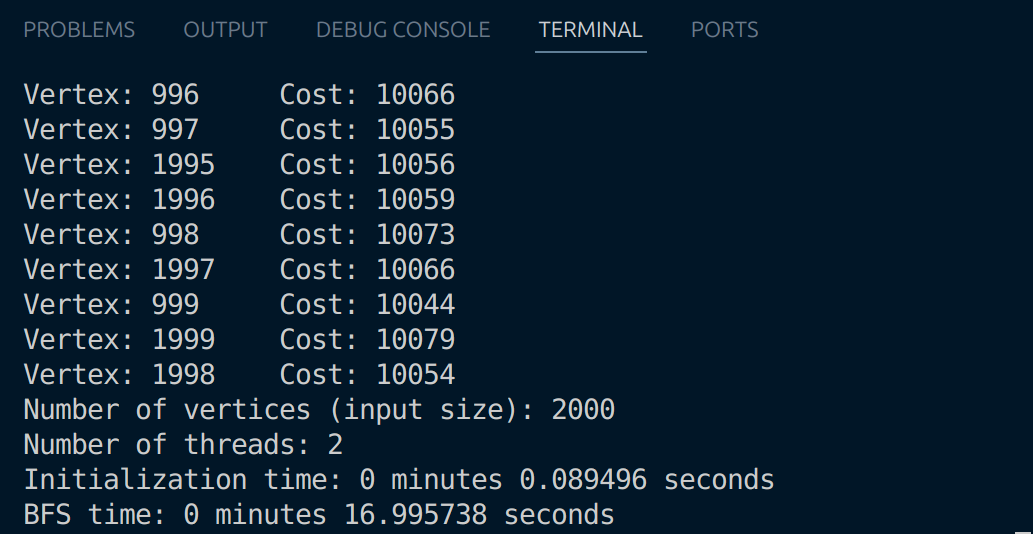 PROBLEMS OUTPUT DEBUG CONSOLE TERMINAL PORTS
Vertex: 996     Cost: 10066
Vertex: 997     Cost: 10055
Vertex: 1995    Cost: 10056
Vertex: 1996    Cost: 10059
Vertex: 998     Cost: 10073
Vertex: 1997    Cost: 10066
Vertex: 999     Cost: 10044
Vertex: 1999    Cost: 10079
Vertex: 1998    Cost: 10054
Number of vertices (input size): 2000
Number of threads: 2
Initialization time: 0 minutes 0.089496 seconds
BFS time: 0 minutes 16.995738 seconds